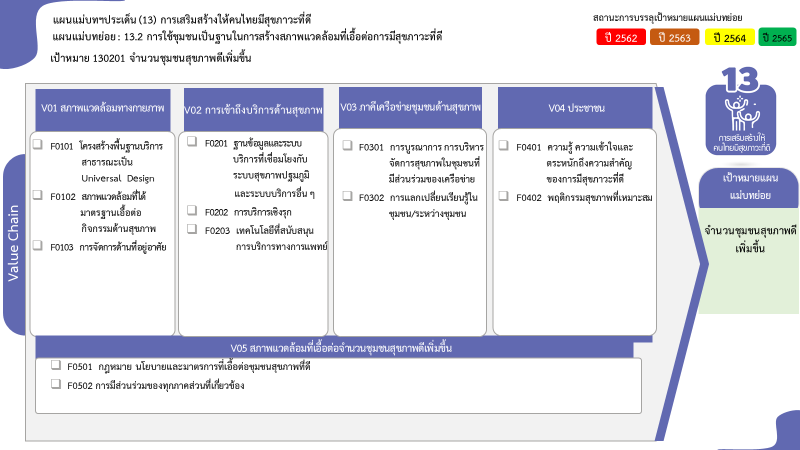 แผนแม่บทฯประเด็น (13) การเสริมสร้างให้คนไทยมีสุขภาวะที่ดี
แผนแม่บทย่อย : 13.2 การใช้ชุมชนเป็นฐานในการสร้างสภาพแวดล้อมที่เอื้อต่อการมีสุขภาวะที่ดี
เป้าหมาย 130201 จำนวนชุมชนสุขภาพดีเพิ่มขึ้น
สถานะการบรรลุเป้าหมายแผนแม่บทย่อย
ปี 2562
ปี 2563
ปี 2564
ปี 2565
13
การเสริมสร้างให้
คนไทยมีสุขภาวะที่ดี
เป้าหมายแผน
แม่บทย่อย
จำนวนชุมชนสุขภาพดี
เพิ่มขึ้น
Value Chain
V01 สภาพแวดล้อมทางกายภาพ
F0101 โครงสร้างพื้นฐานบริการ
สาธารณะเป็น
Universal Design
F0102 สภาพแวดล้อมที่ได้
มาตรฐานเอื้อต่อ
กิจกรรมด้านสุขภาพ
F0103 การจัดการด้านที่อยู่อาศัย
V02 การเข้าถึงบริการด้านสุขภาพ
F0201 ฐานข้อมูลและระบบ
บริการที่เชื่อมโยงกับ
ระบบสุขภาพปฐมภูมิ
และระบบบริการอื่น ๆ
F0202 การบริการเชิงรุก
F0203 เทคโนโลยีที่สนับสนุน
การบริการทางการแพทย์
V03 ภาคีเครือข่ายชุมชนด้านสุขภาพ
F0301 การบูรณาการ การบริหาร
จัดการสุขภาพในชุมชนที่
มีส่วนร่วมของเครือข่าย
F0302 การแลกเปลี่ยนเรียนรู้ใน
ชุมชน/ระหว่างชุมชน
V04 ประชาชน
F0401 ความรู้ ความเข้าใจและ
ตระหนักถึงความสำคัญ
ของการมีสุขภาวะที่ดี
F0402 พฤติกรรมสุขภาพที่เหมาะสม
V05 สภาพแวดล้อมที่เอื้อต่อจำนวนชุมชนสุขภาพดีเพิ่มขึ้น
F0501 กฎหมาย นโยบายและมาตรการที่เอื้อต่อชุมชนสุขภาพที่ดี
F0502 การมีส่วนร่วมของทุกภาคส่วนที่เกี่ยวข้อง